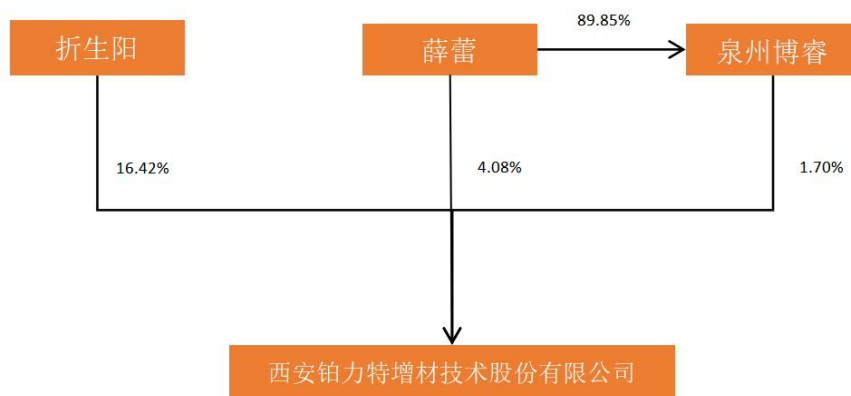 89.85%
折生阳
薛蕾
泉州博睿
16.42%
4.08%
1.70%
西安铂力特增材技术股份有限公司